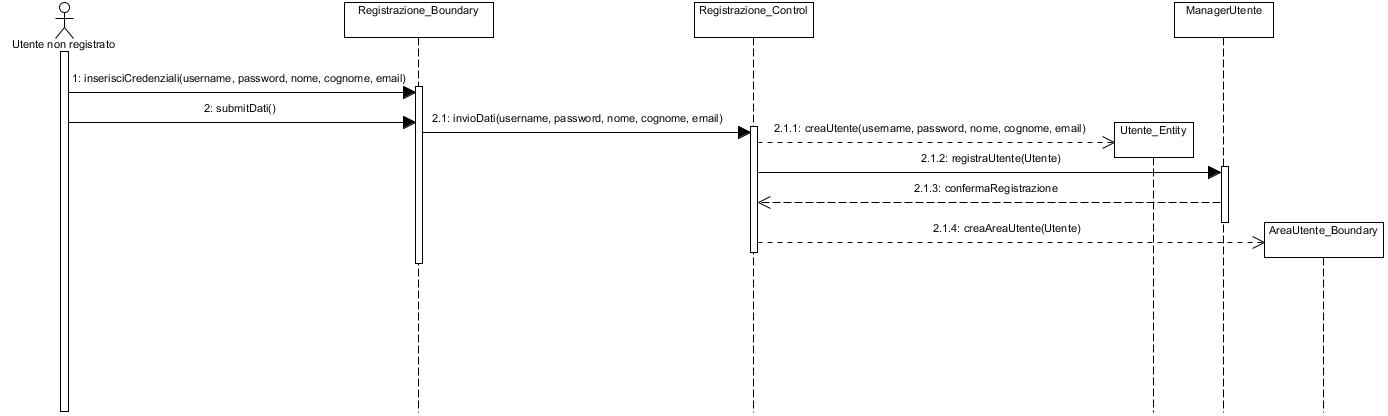 Registrazione_Boundary
Registrazione_Control
ManagerUtente
Utente non registrato
1: inserisciCredenziali(username, password, nome, cognome, email)
2: submitDati()
2.1: invioDati(username, password, nome, cognome, email)
2.1.1: creaUtente(username, password, nome, cognome, email)
Utente_Entity
2.1.2: registraUtente(Utente)
2.1.3: confermaRegistrazione
2.1.4: creaAreaUtente(Utente)
AreaUtente_Boundary